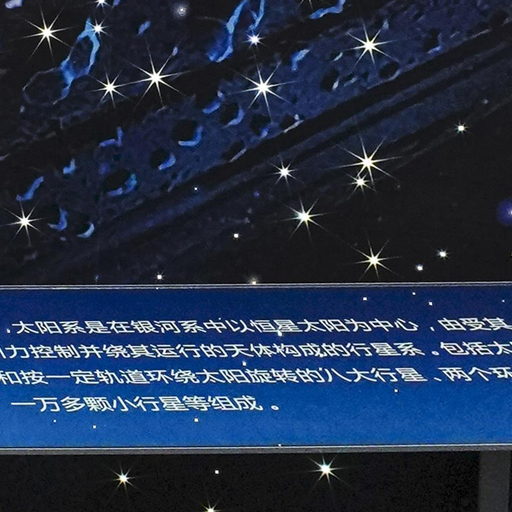 太阳系是在银河系中以恒星太阳为中心，由受其
力控制并绕其运行的天体构成的行星系。包括太
和按一定轨道环绕太阳旋转的八大行星、两个环
一万多颗小行星等组成。